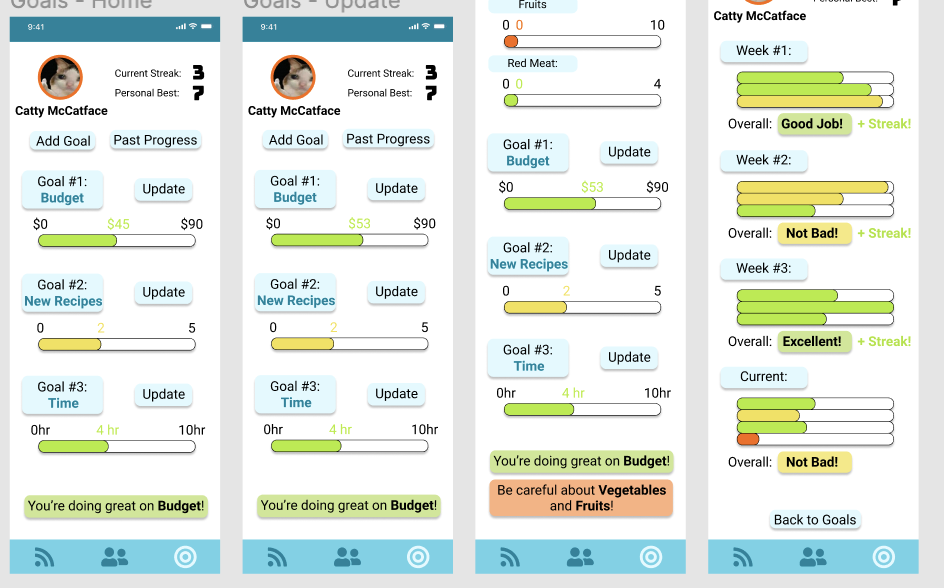 Goals - Home
9:41
Current Streak: 3
Personal Best: 7
Catty McCatface
Add Goal
Past Progress
Goal #1:
Budget
Update
$0
$45
$90
Goal #2:
New Recipes
Update
0
2
5
Goal #3:
Time
Update
0hr
4 hr
10hr
You're doing great on Budget!
Goals - Update
9:41
Current Streak: 3
Personal Best: 7
Catty McCatface
Add Goal
Past Progress
Goal #1:
Budget
Update
$0
$53
$90
Goal #2:
New Recipes
Update
0
2
5
Goal #3:
Time
Update
0hr
4 hr
10hr
You're doing great on Budget!
Fruits
0 0
10
Red Meat:
0 0
4
Goal #1:
Budget
Update
$0
$53
$90
Goal #2:
New Recipes
Update
0
2
5
Goal #3:
Time
Update
0hr
4 hr
10hr
You're doing great on Budget!
Be careful about Vegetables
and Fruits!
Personal Best:
Catty McCatface
Week #1:
Overall: Good Job! + Streak!
Week #2:
Overall: Not Bad! + Streak!
Week #3:
Overall: Excellent! + Streak!
Current:
Overall: Not Bad!
Back to Goals